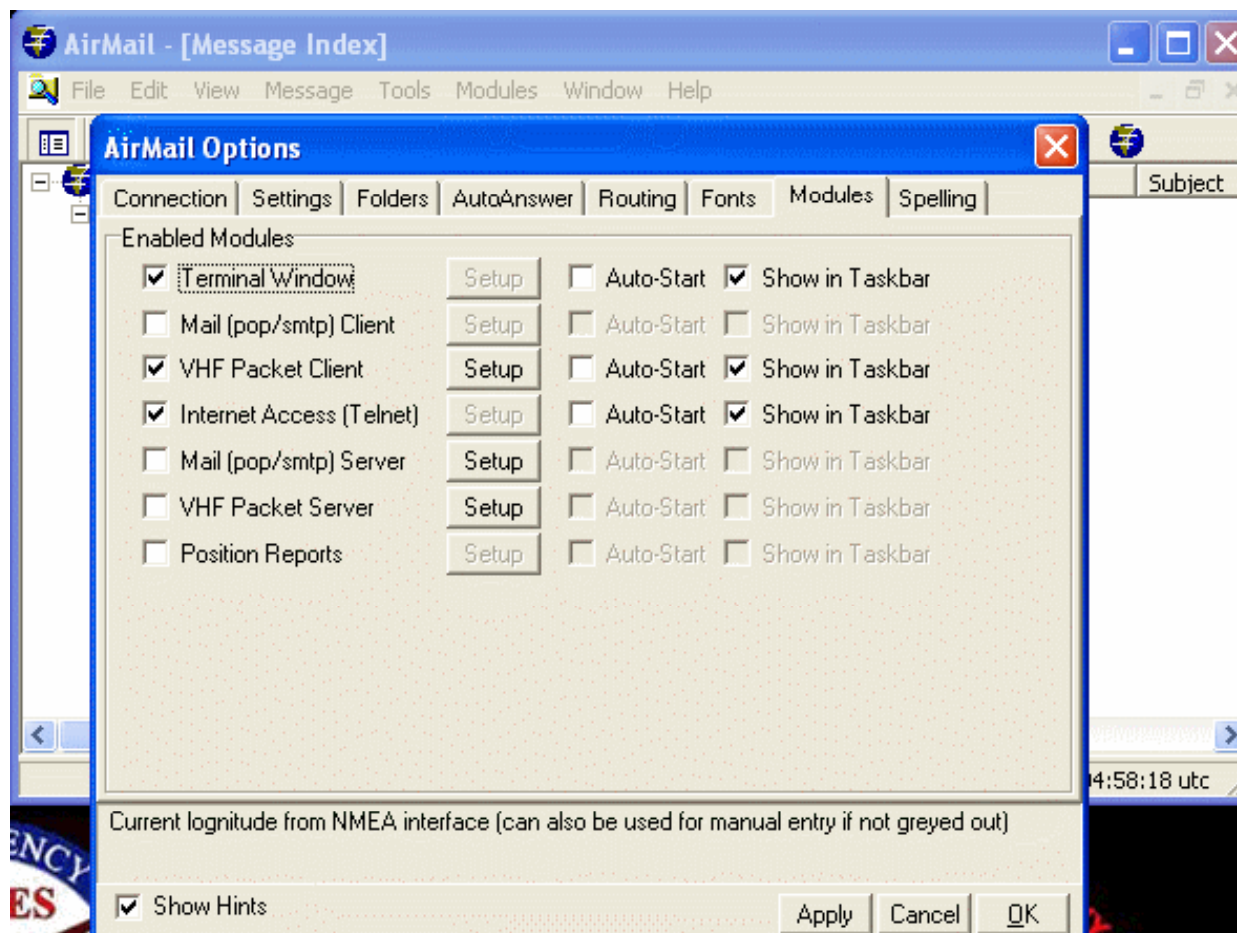 AirMail - [Message Index]
File Edit View Message Tools Modules Window Help
AirMail Options
Subject
Connection Settings Folders AutoAnswer Routing Fonts Modules Spelling
Enabled Modules
Terminal Window Setup Auto-Start Show in Taskbar
Mail (pop/smtp) Client Setup Auto-Start Show in Taskbar
VHF Packet Client Setup Auto-Start Show in Taskbar
Internet Access (Telnet) Setup Auto-Start Show in Taskbar
Mail (pop/smtp) Server Setup Auto-Start Show in Taskbar
VHF Packet Server Setup Auto-Start Show in Taskbar
Position Reports Setup Auto-Start Show in Taskbar
4:58:18 utc
Current lognitude from NMEA interface (can also be used for manual entry if not greyed out)
ENCY
ES
Show Hints Apply Cancel OK